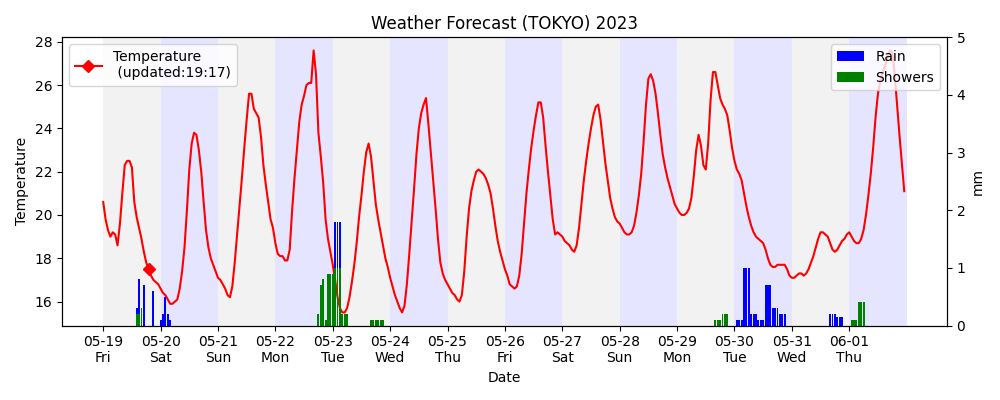 Weather Forecast (TOKYO) 2023
Temperature
(updated:19:17)
Rain
Showers
28
26
24
22
20
18
16
Temperature
5
4
3
2
1
0
mm
05-19 05-20 05-21 05-22 05-23 05-24 05-25 05-26 05-27 05-28 05-29 05-30 05-31 06-01
Fri Sat Sun Mon Tue Wed Thu Fri Sat Sun Mon Tue Wed Thu
Date